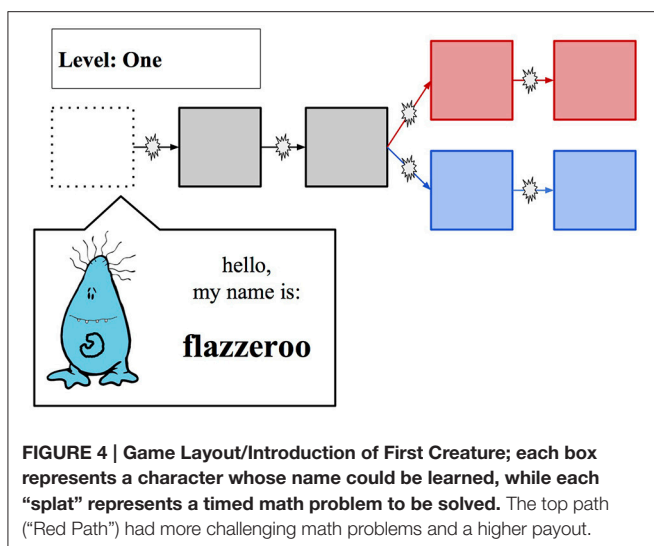 Level: One
hello,
my name is:
flazzeroo
FIGURE 4 | Game Layout/Introduction of First Creature; each box
represents a character whose name could be learned, while each
“splat” represents a timed math problem to be solved. The top path
(“Red Path”) had more challenging math problems and a higher payout.